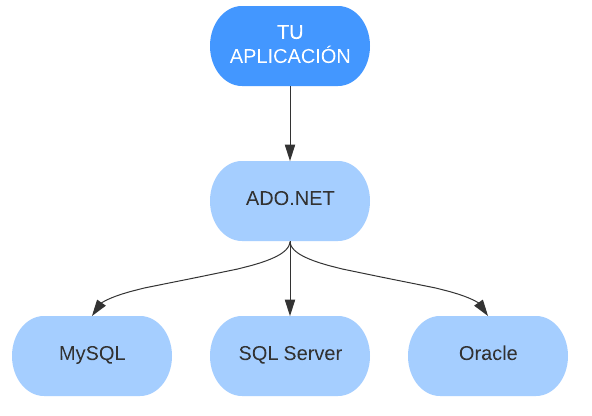 TU
APLICACIÓN
ADO.NET
MySQL
SQL Server
Oracle